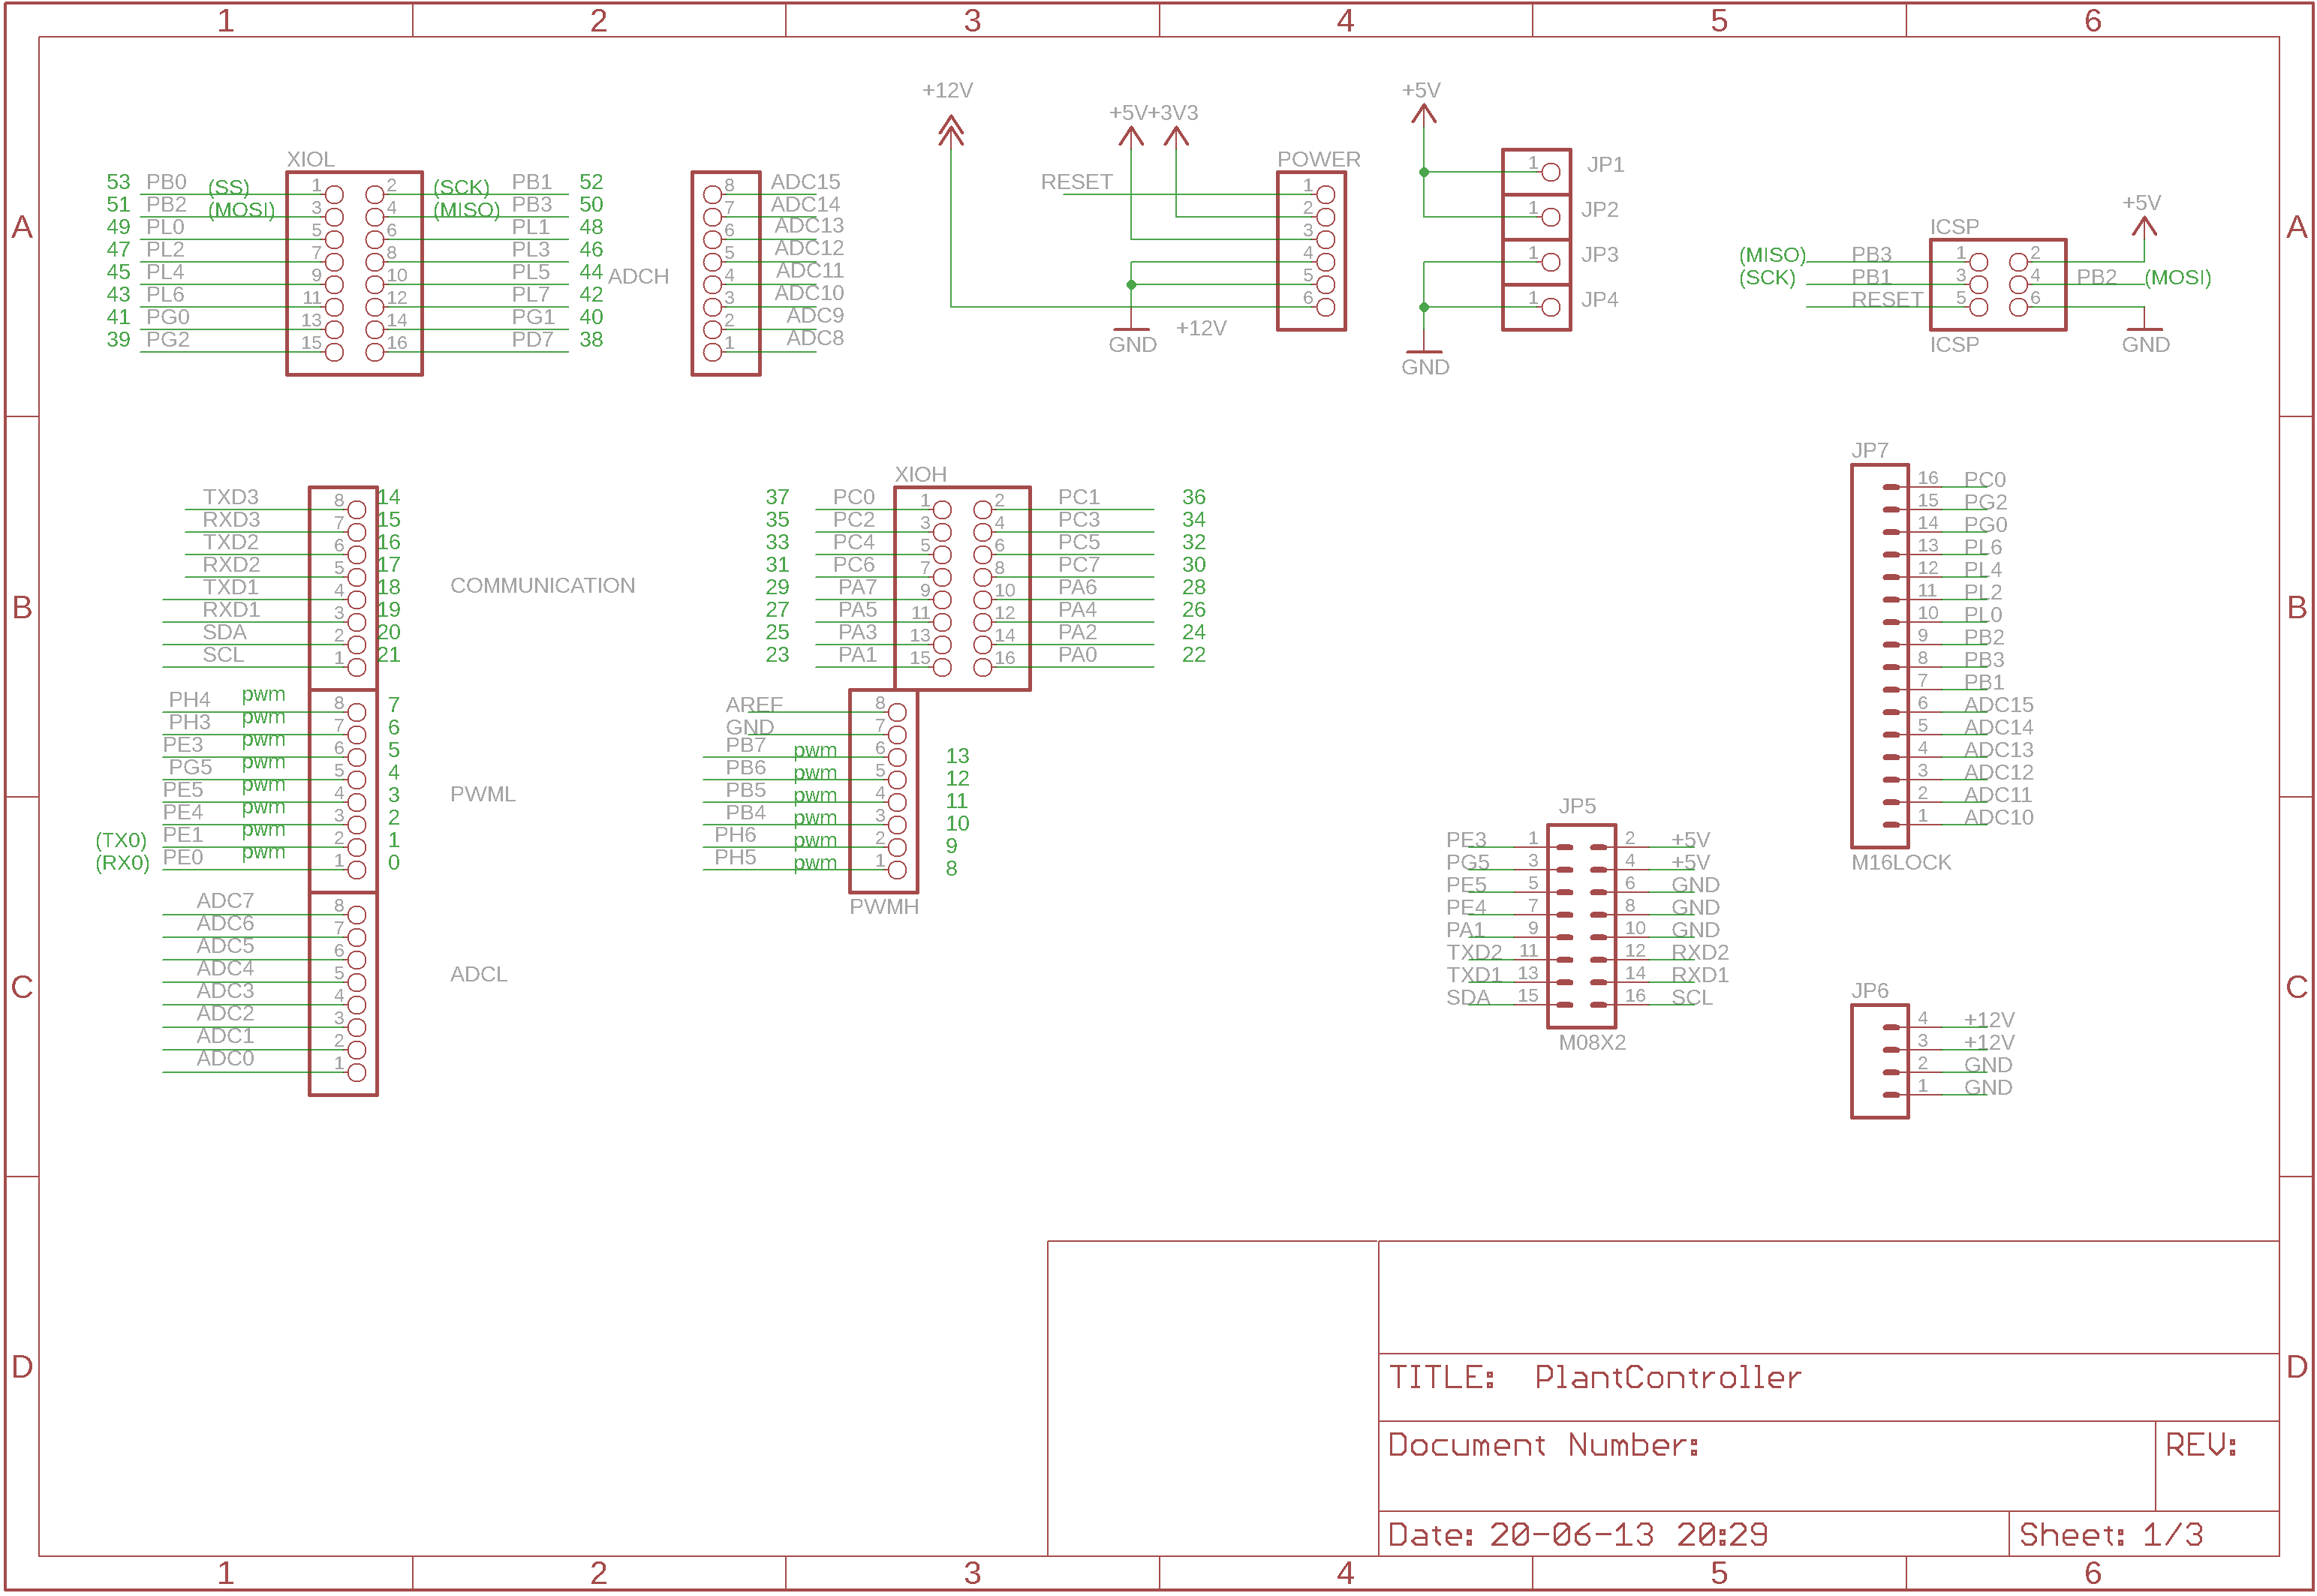 1 2 3 4 5 6
A A
B B
C C
D D
1 2 3 4 5 6
XIOL
53 PB0 (SS) 1 2 (SCK) PB1 52
51 PB2 (MOSI) 3 4 (MISO) PB3 50
49 PL0 5 6 PL1 48
47 PL2 7 8 PL3 46
45 PL4 9 10 PL5 44
43 PL6 11 12 PL7 42
41 PG0 13 14 PG1 40
39 PG2 15 16 PD7 38
ADCH
8 ADC15
7 ADC14
6 ADC13
5 ADC12
4 ADC11
3 ADC10
2 ADC9
1 ADC8
+12V
+5V +3V3
POWER
RESET 1
2
3
4
5
6
GND
+12V
+5V
1 JP1
1 JP2
1 JP3
1 JP4
GND
+5V
ICSP
(MISO) PB3 1 2
(SCK) PB1 3 4 PB2 (MOSI)
RESET 5 6
ICSP
GND
TXD3 8 14
RXD3 7 15
TXD2 6 16
RXD2 5 17
TXD1 4 18
RXD1 3 19
SDA 2 20
SCL 1 21
COMMUNICATION
PH4 pwm 8 7
PH3 pwm 7 6
PE3 pwm 6 5
PG5 pwm 5 4
PE5 pwm 4 3
PE4 pwm 3 2
(TX0) PE1 pwm 2 1
(RX0) PE0 pwm 1 0
PWML
ADC7 8
ADC6 7
ADC5 6
ADC4 5
ADC3 4
ADC2 3
ADC1 2
ADC0 1
ADCL
XIOH
37 PC0 1 2 PC1 36
35 PC2 3 4 PC3 34
33 PC4 5 6 PC5 32
31 PC6 7 8 PC7 30
29 PA7 9 10 PA6 28
27 PA5 11 12 PA4 26
25 PA3 13 14 PA2 24
23 PA1 15 16 PA0 22
AREF 8
GND 7
PB7 pwm 6 13
PB6 pwm 5 12
PB5 pwm 4 11
PB4 pwm 3 10
PH6 pwm 2 9
PH5 pwm 1 8
PWMH
JP5
PE3 1 2 +5V
PG5 3 4 +5V
PE5 5 6 GND
PE4 7 8 GND
PA1 9 10 GND
TXD2 11 12 RXD2
TXD1 13 14 RXD1
SDA 15 16 SCL
M08X2
JP7
16 PC0
15 PG2
14 PG0
13 PL6
12 PL4
11 PL2
10 PL0
9 PB2
8 PB3
7 PB1
6 ADC15
5 ADC14
4 ADC13
3 ADC12
2 ADC11
1 ADC10
M16LOCK
JP6
4 +12V
3 +12V
2 GND
1 GND
TITLE: PlantController
Document Number:
REV:
Date: 20-06-13 20:29
Sheet: 1/3